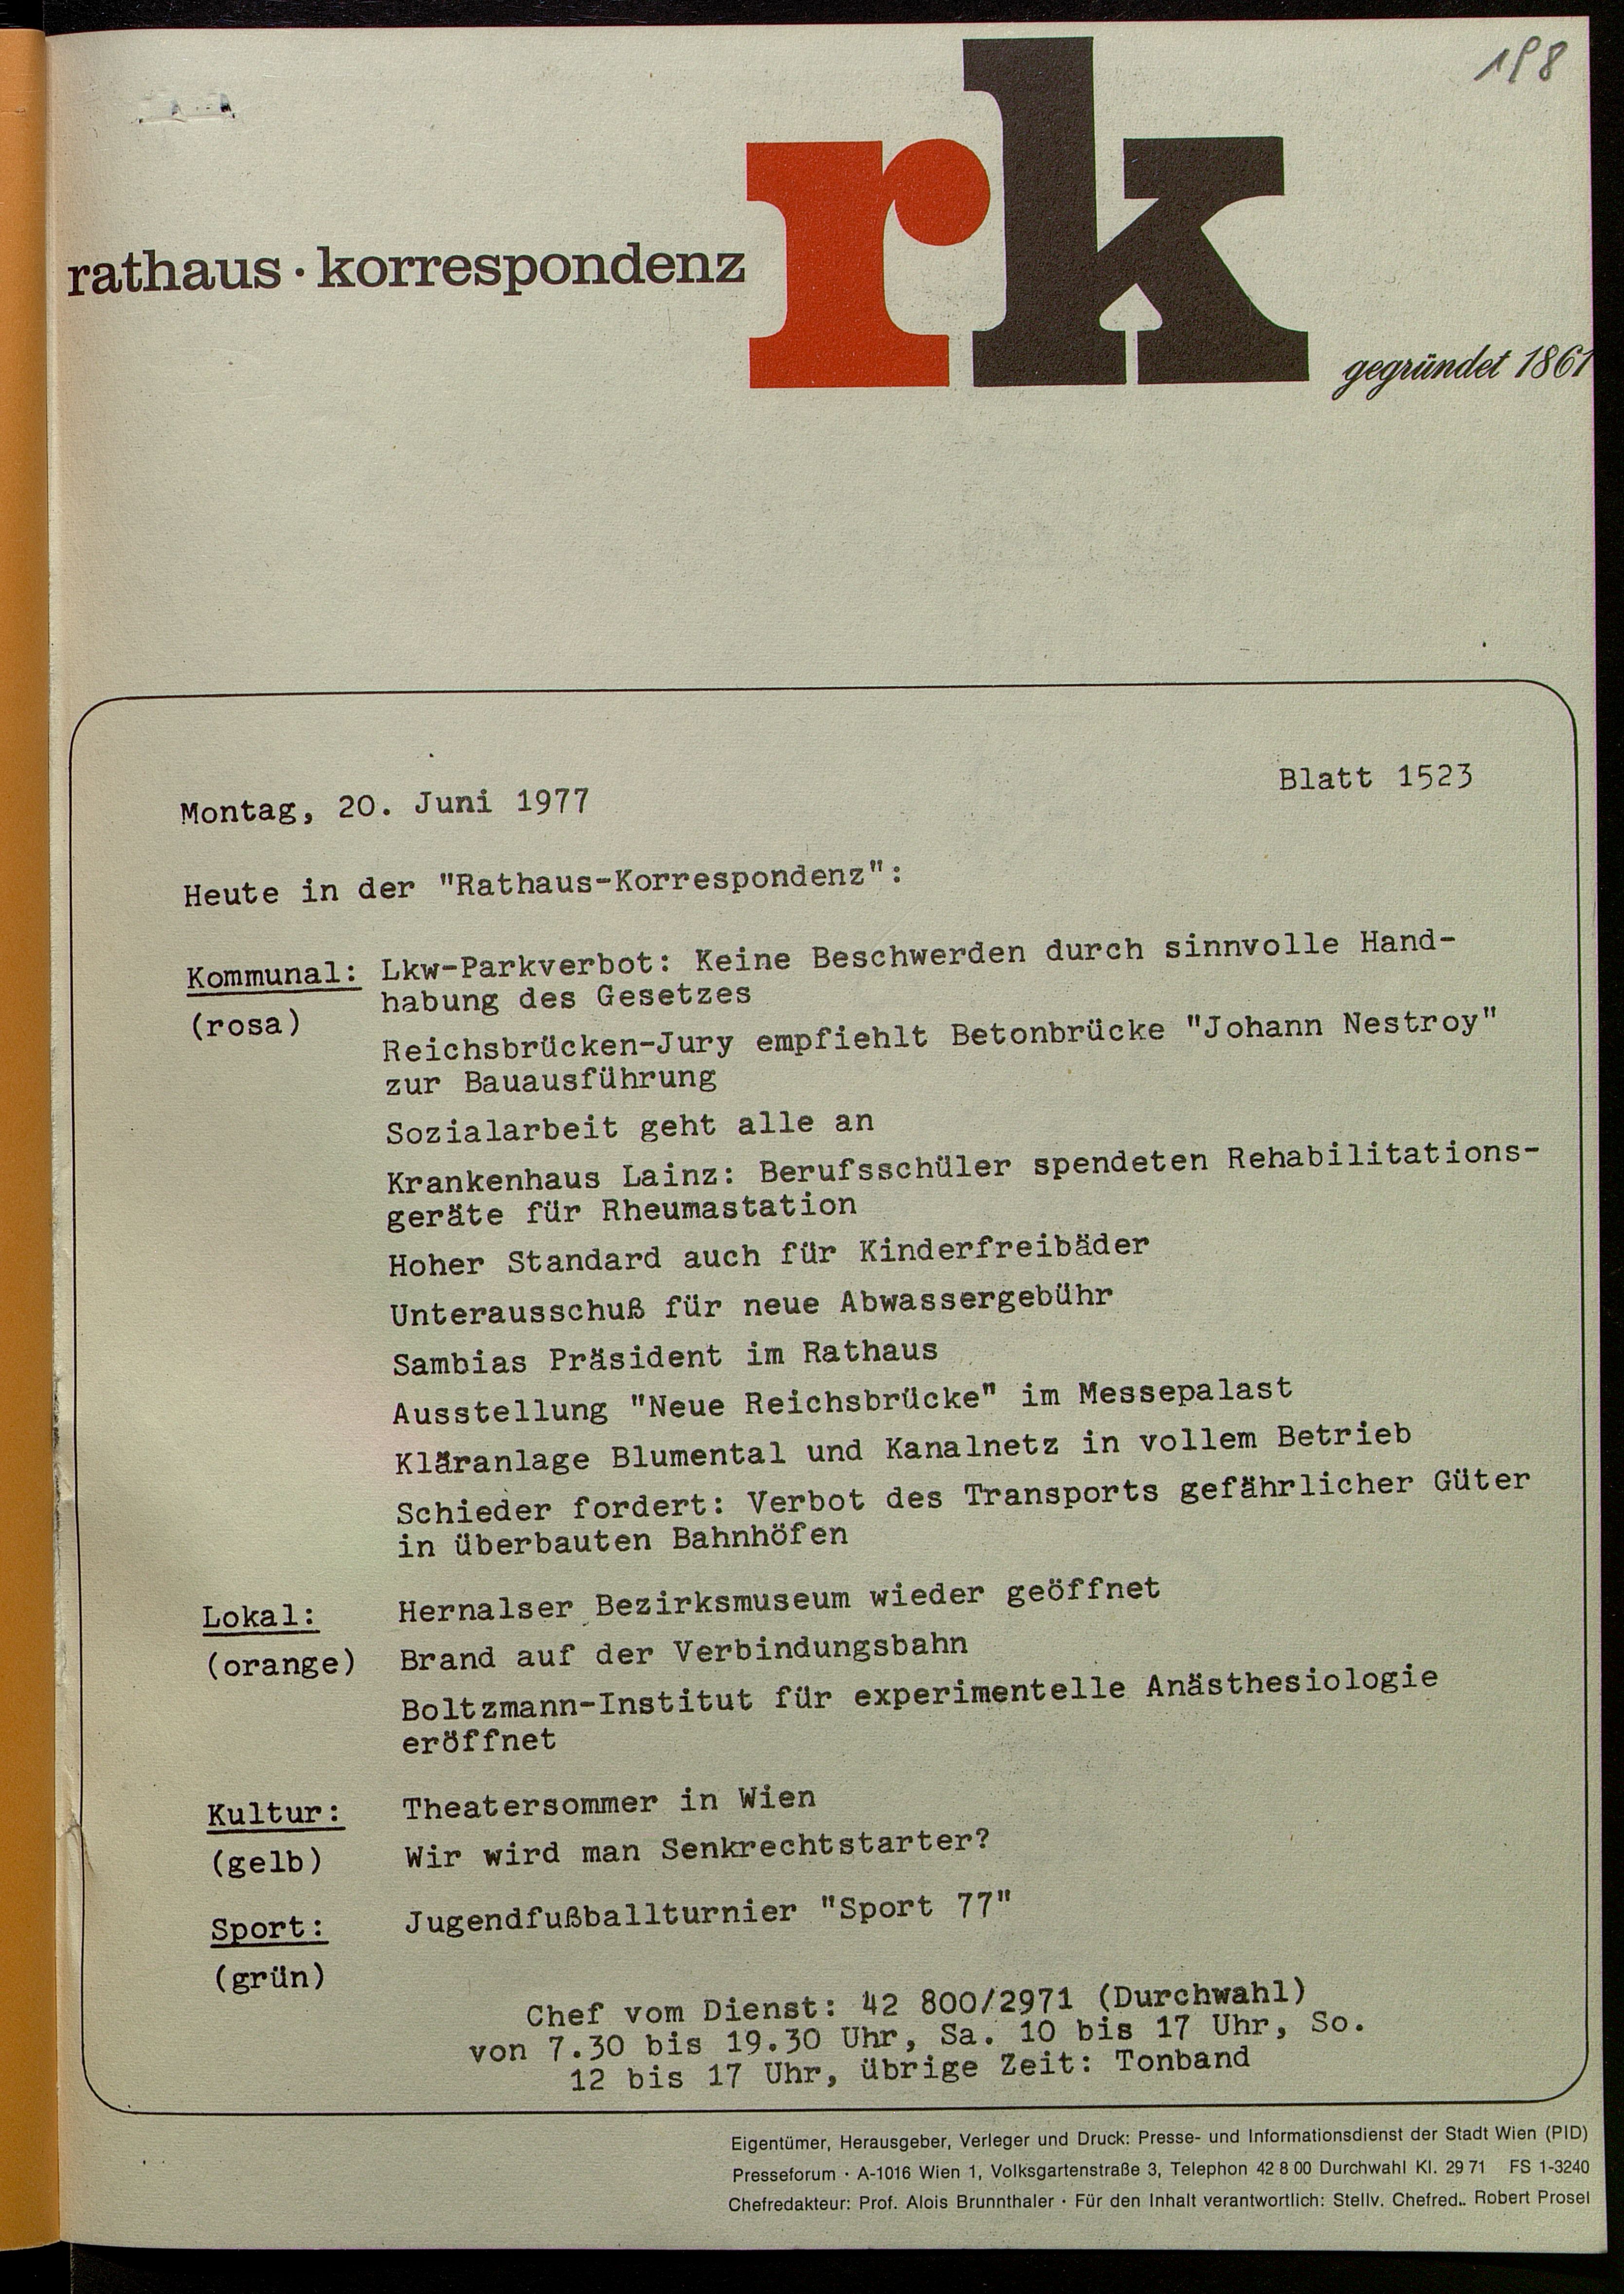 198
rk
rathaus · korrespondenz
gegründet 1861
Montag, 20. Juni 1977
Blatt 1523
Heute in der "Rathaus-Korrespondenz":
Kommunal: Lkw-Parkverbot: Keine Beschwerden durch sinnvolle Hand-
habung des Gesetzes
(rosa)
Reichsbrücken-Jury empfiehlt Betonbrücke "Johann Nestroy"
zur Bauausführung
Sozialarbeit geht alle an
Krankenhaus Lainz: Berufsschüler spendeten Rehabilitations-
geräte für Rheumastation
Hoher Standard auch für Kinderfreibäder
Unterausschuß für neue Abwassergebühr
Sambias Präsident im Rathaus
Ausstellung "Neue Reichsbrücke" im Messepalast
Kläranlage Blumental und Kanalnetz in vollem Betrieb
Schieder fordert: Verbot des Transports gefährlicher Güter
in überbauten Bahnhöfen
Lokal: Hernalser Bezirksmuseum wieder geöffnet
(orange) Brand auf der Verbindungsbahn
Boltzmann-Institut für experimentelle Anästhesiologie
eröffnet
Kultur: Theatersommer in Wien
(gelb) Wir wird man Senkrechtstarter?
Sport: Jugendfußballturnier "Sport 77"
(grün)
Chef vom Dienst: 42 800/2971 (Durchwahl)
von 7.30 bis 19.30 Uhr, Sa. 10 bis 17 Uhr, So.
12 bis 17 Uhr, übrige Zeit: Tonband
Eigentümer, Herausgeber, Verleger und Druck: Presse- und Informationsdienst der Stadt Wien (PID)
Presseforum · A-1016 Wien 1, Volksgartenstraße 3, Telephon 42 8 00 Durchwahl Kl. 29 71 FS 1-3240
Chefredakteur: Prof. Alois Brunnthaler · Für den Inhalt verantwortlich: Stellv. Chefred.. Robert Prosel